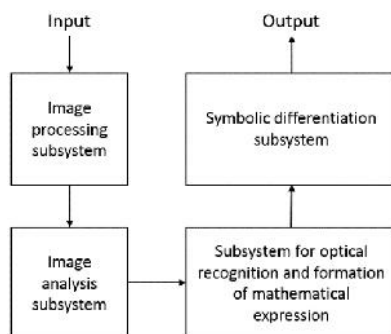 Input
Image
processing
subsystem
Image
analysis
subsystem
Subsystem for optical
recognition and formation
of mathematical
expression
Symbolic differentiation
subsystem
Output